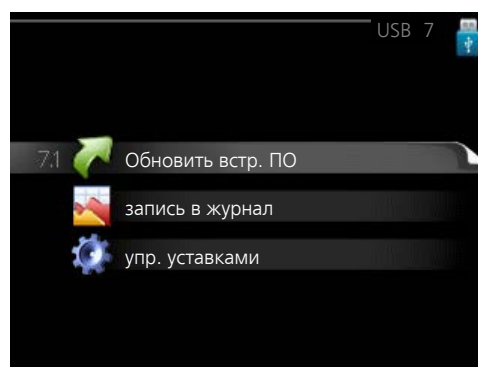 USB 7
7.1 Обновить встр. ПО
запись в журнал
упр. уставками